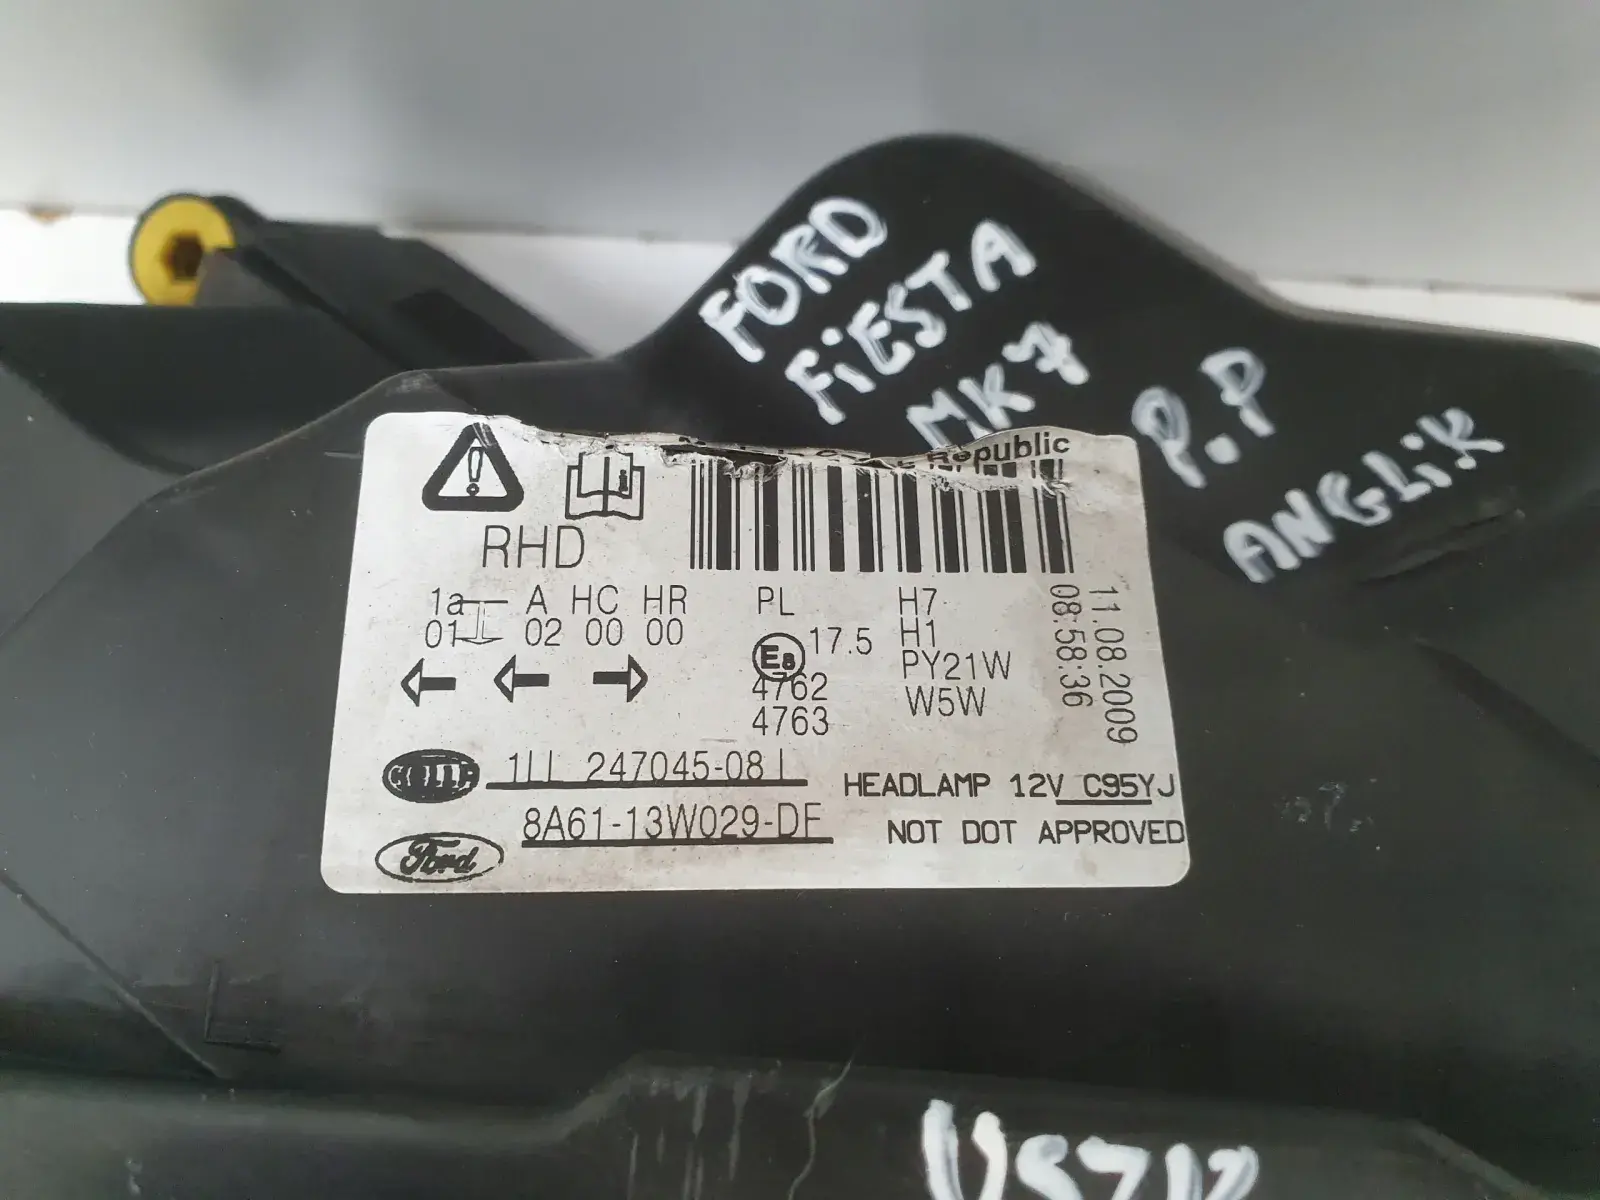 FORD
FiESTA
MK7
P.P
ANGLiK
Republic
RHD
1a A HC HR PL H7
01 02 00 00 17.5 H1
E8
PY21W
4762 W5W
4763
11.08.2009
08:58:36
HELLA 1LL 247045-08 L
HEADLAMP 12V C95YJ
8A61-13W029-DF
NOT DOT APPROVED
Ford
L